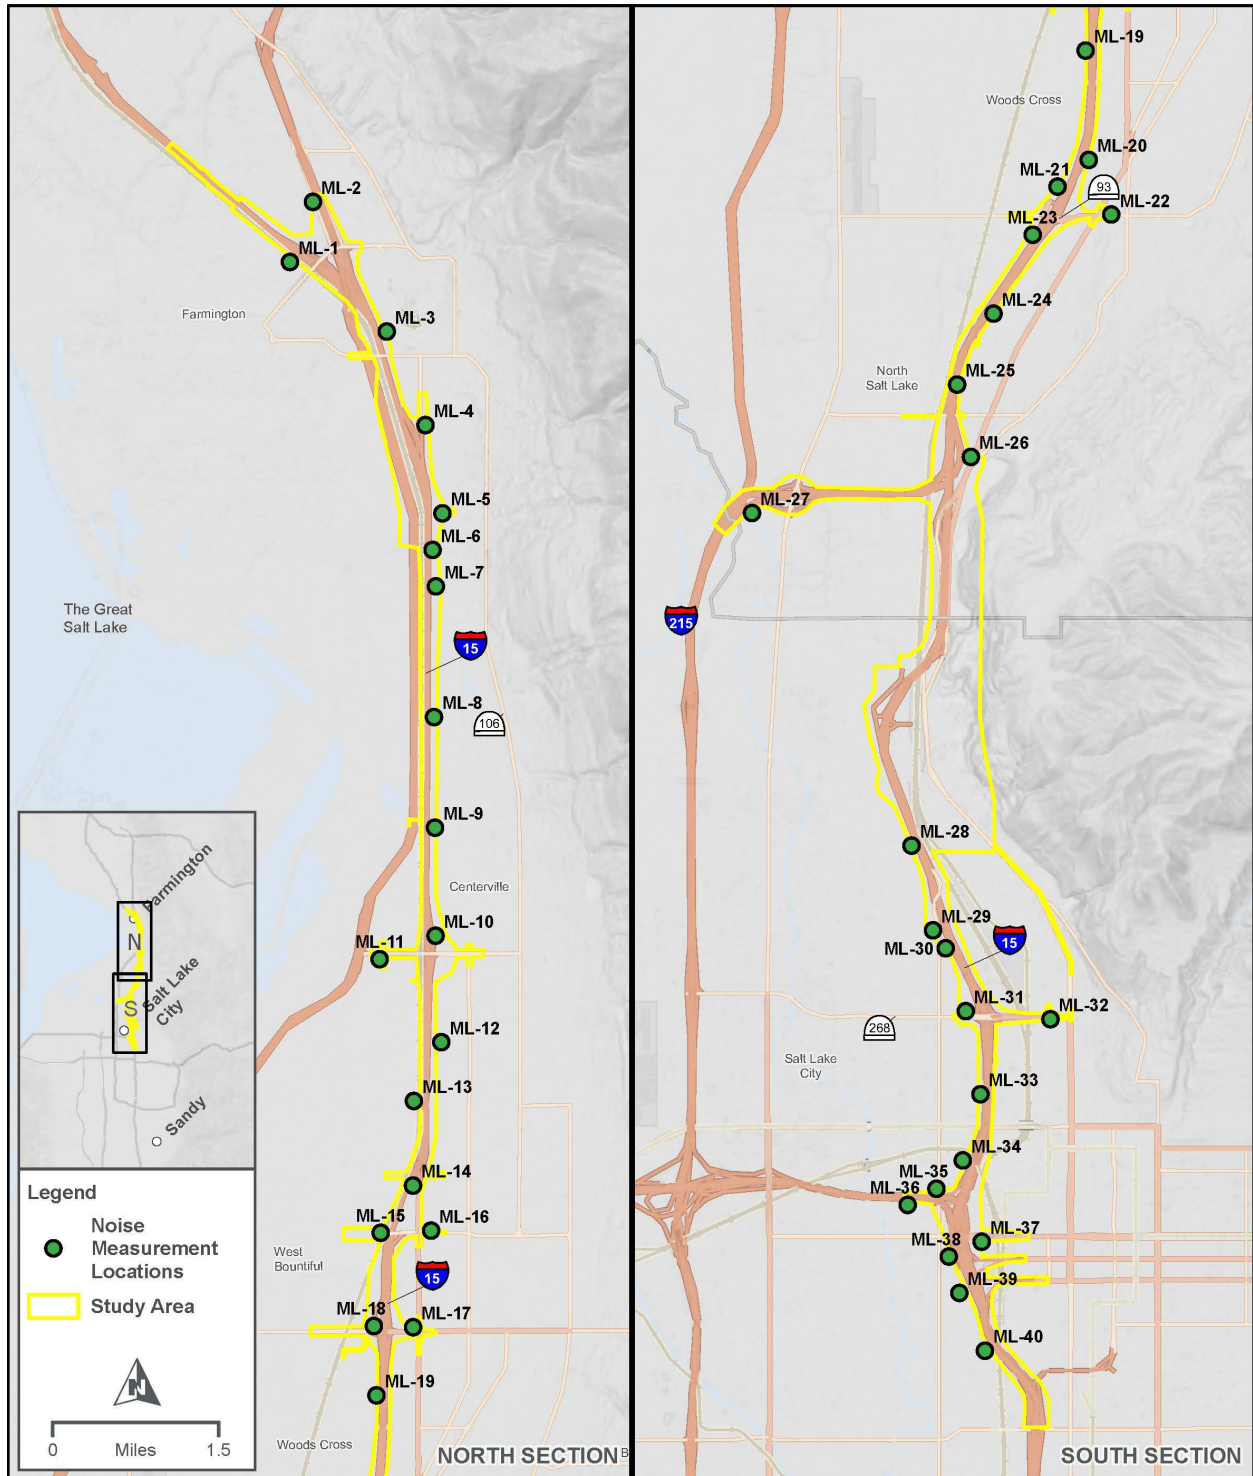 ML-2
ML-1
Farmington
ML-3
ML-4
ML-5
ML-6
ML-7
The Great
Salt Lake
15
ML-8
106
ML-9
Centerville
ML-10
ML-11
ML-12
ML-13
ML-14
ML-15
ML-16
West
Bountiful
15
ML-18
ML-17
ML-19
Woods Cross
NORTH SECTION
B
Farmington
N
Salt Lake
City
S
Sandy
Legend
Noise
Measurement
Locations
Study Area
N
0
Miles
1.5
ML-19
Woods Cross
ML-20
ML-21
93
ML-22
ML-23
ML-24
North
Salt Lake
ML-25
ML-26
ML-27
215
ML-28
ML-29
ML-30
15
ML-31
ML-32
268
Salt Lake
City
ML-33
ML-34
ML-35
ML-36
ML-37
ML-38
ML-39
ML-40
SOUTH SECTION